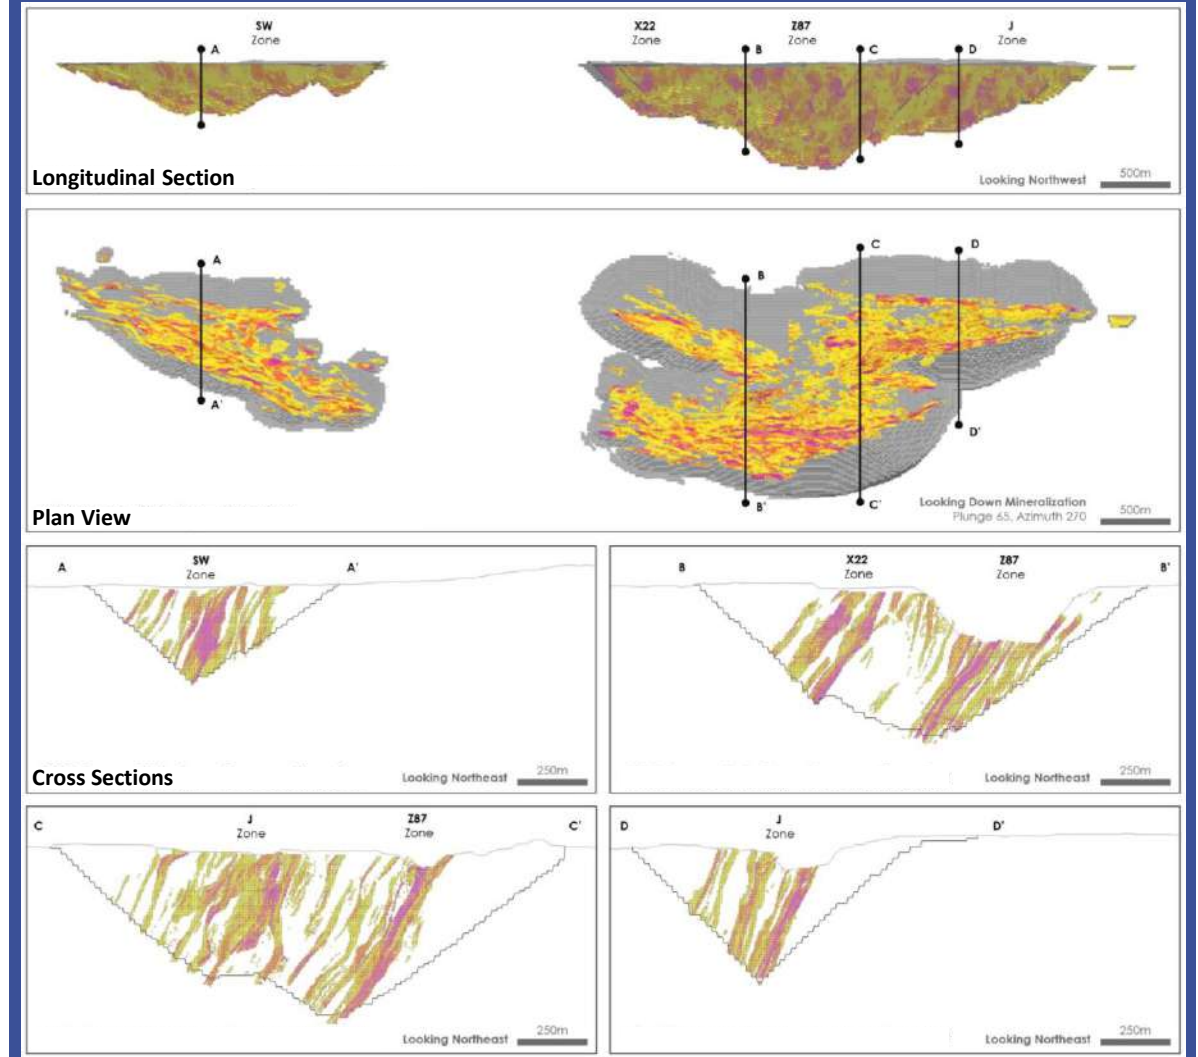 SW
Zone
X22
Zone
Z87
Zone
J
Zone
A
B
C
D
Longitudinal Section
Looking Northwest
500m
A
B
C
D
A'
B'
C'
D'
Looking Down Mineralization
Plunge 65, Azimuth 270
500m
Plan View
A
SW
Zone
A'
Cross Sections
Looking Northeast
250m
B
X22
Zone
Z87
Zone
B'
Looking Northeast
250m
C
J
Zone
Z87
Zone
C'
Looking Northeast
250m
D
J
Zone
D'
Looking Northeast
250m